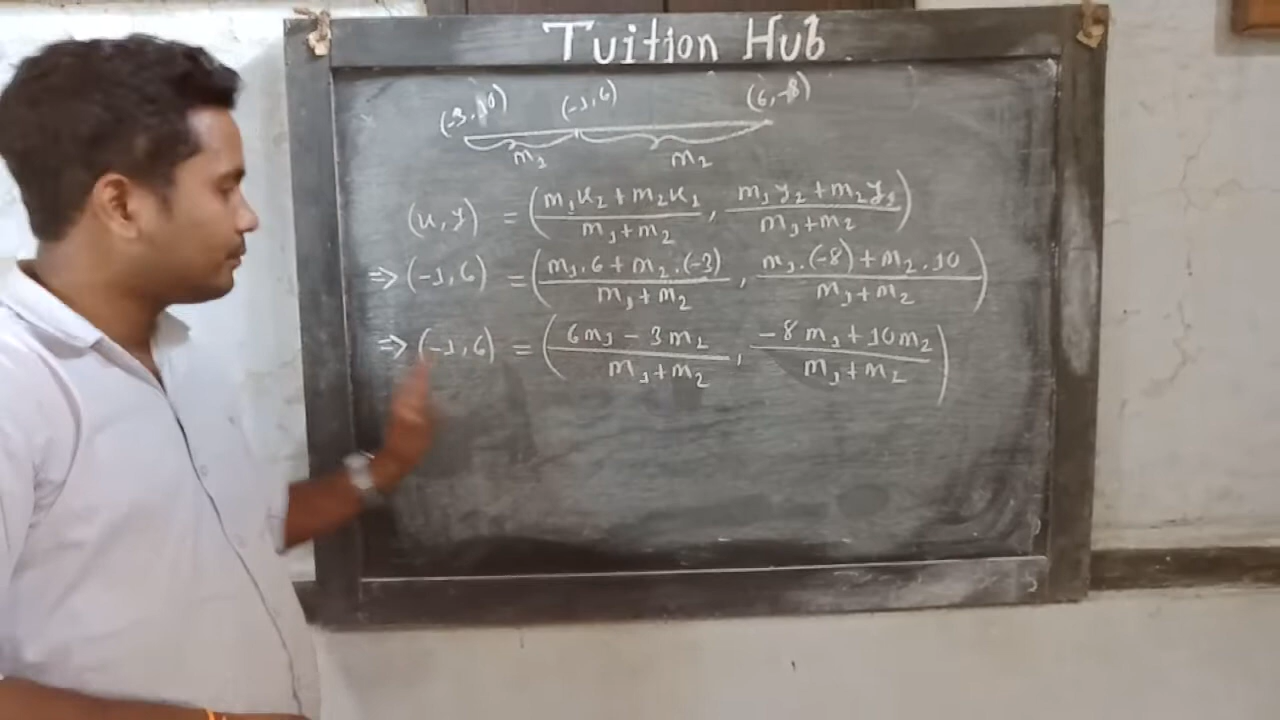 Tuition Hub
(-3, 10) (-1, 6) (6, -8)
m₁ m₂
(x, y) = ((m₁x₂ + m₂x₁)/(m₁ + m₂), (m₁y₂ + m₂y₁)/(m₁ + m₂))
⇒ (-1, 6) = ((m₁.6 + m₂.(-3))/(m₁ + m₂), (m₁.(-8) + m₂.10)/(m₁ + m₂))
⇒ (-1, 6) = ((6m₁ - 3m₂)/(m₁ + m₂), (-8m₁ + 10m₂)/(m₁ + m₂))